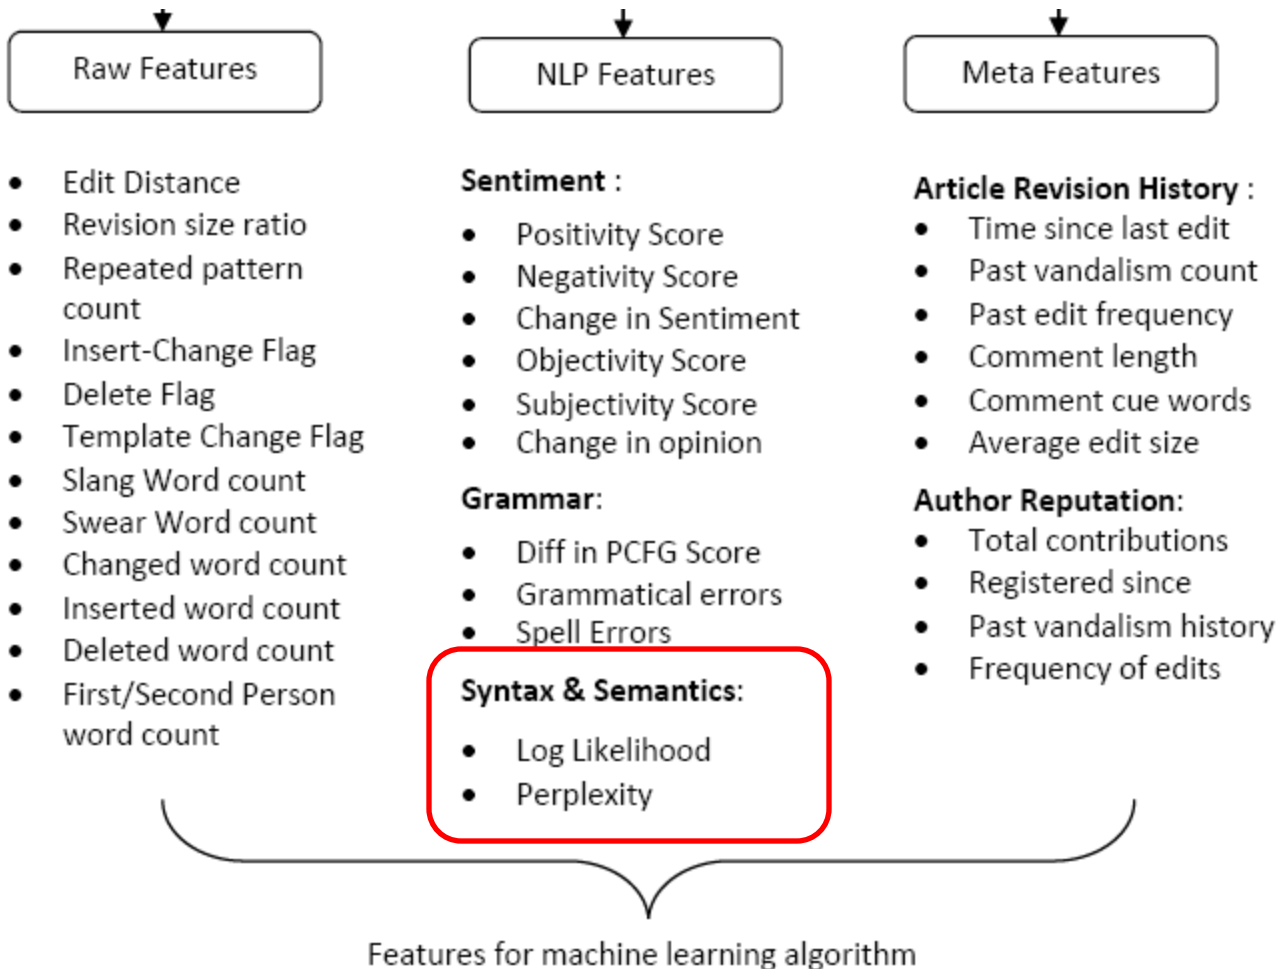 Raw Features
Edit Distance
Revision size ratio
Repeated pattern
count
Insert-Change Flag
Delete Flag
Template Change Flag
Slang Word count
Swear Word count
Changed word count
Inserted word count
Deleted word count
First/Second Person
word count
NLP Features
Sentiment :
Positivity Score
Negativity Score
Change in Sentiment
Objectivity Score
Subjectivity Score
Change in opinion
Grammar:
Diff in PCFG Score
Grammatical errors
Spell Errors
Syntax & Semantics:
Log Likelihood
Perplexity
Meta Features
Article Revision History :
Time since last edit
Past vandalism count
Past edit frequency
Comment length
Comment cue words
Average edit size
Author Reputation:
Total contributions
Registered since
Past vandalism history
Frequency of edits
Features for machine learning algorithm